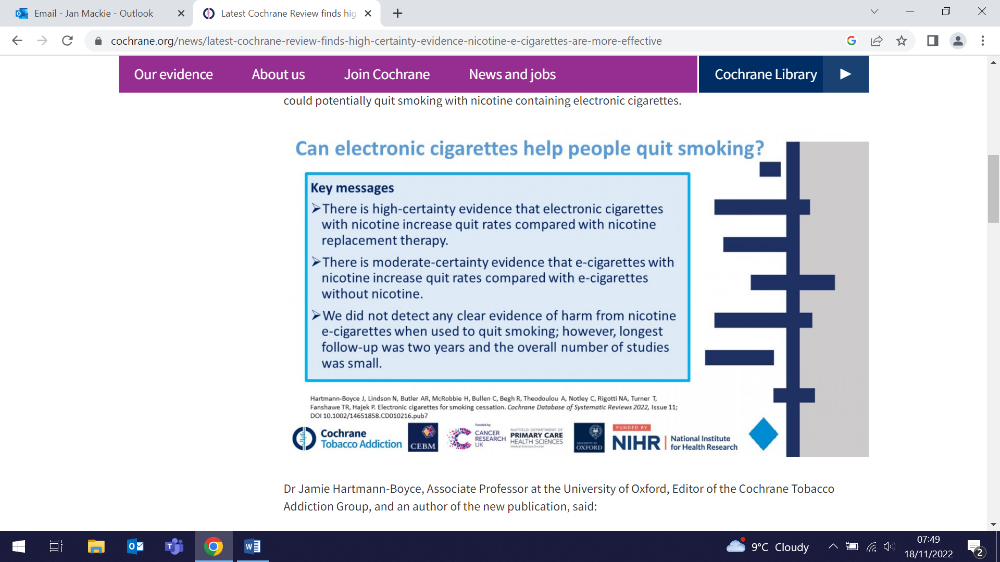 Email - Jan Mackie - Outlook
Latest Cochrane Review finds hig
cochrane.org/news/latest-cochrane-review-finds-high-certainty-evidence-nicotine-e-cigarettes-are-more-effective
Our evidence About us Join Cochrane News and jobs Cochrane Library
could potentially quit smoking with nicotine containing electronic cigarettes.
Can electronic cigarettes help people quit smoking?
Key messages
➢There is high-certainty evidence that electronic cigarettes
with nicotine increase quit rates compared with nicotine
replacement therapy.
➢There is moderate-certainty evidence that e-cigarettes with
nicotine increase quit rates compared with e-cigarettes
without nicotine.
➢We did not detect any clear evidence of harm from nicotine
e-cigarettes when used to quit smoking; however, longest
follow-up was two years and the overall number of studies
was small.
Hartmann-Boyce J, Lindson N, Butler AR, McRobbie H, Bullen C, Begh R, Theodoulou A, Notley C, Rigotti NA, Turner T,
Fanshawe TR, Hajek P. Electronic cigarettes for smoking cessation. Cochrane Database of Systematic Reviews 2022, Issue 11;
DOI 10.1002/14651858.CD010216.pub7
Cochrane
Tobacco Addiction
CEBM
Funded by
CANCER
RESEARCH
UK
NUFFIELD DEPARTMENT OF
PRIMARY CARE
HEALTH SCIENCES
Medical Sciences Division
UNIVERSITY OF
OXFORD
FUNDED BY
NIHR
National Institute
for Health Research
Dr Jamie Hartmann-Boyce, Associate Professor at the University of Oxford, Editor of the Cochrane Tobacco
Addiction Group, and an author of the new publication, said:
9°C Cloudy
07:49
18/11/2022
2